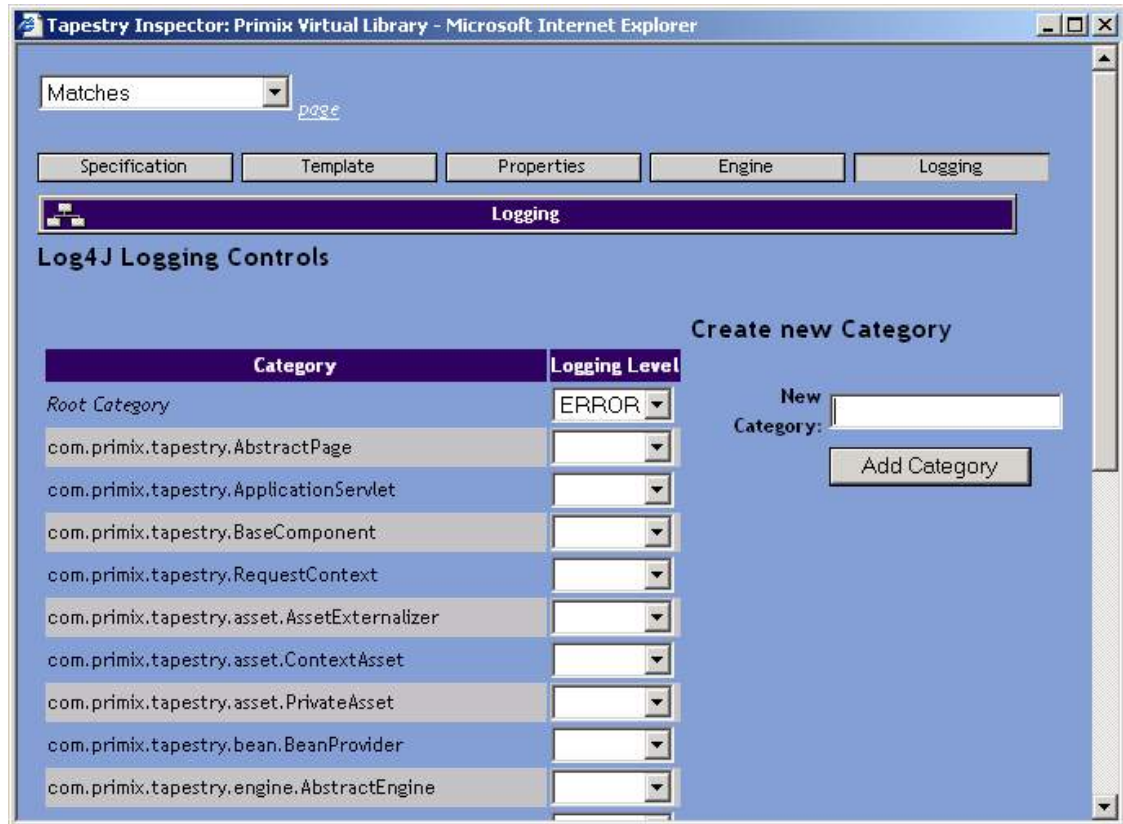 Tapestry Inspector: Primix Virtual Library - Microsoft Internet Explorer
Matches
page
Specification Template Properties Engine Logging
Logging
Log4J Logging Controls
Create new Category
Category Logging Level
Root Category ERROR
New Category:
com.primix.tapestry.AbstractPage
Add Category
com.primix.tapestry.ApplicationServlet
com.primix.tapestry.BaseComponent
com.primix.tapestry.RequestContext
com.primix.tapestry.asset.AssetExternalizer
com.primix.tapestry.asset.ContextAsset
com.primix.tapestry.asset.PrivateAsset
com.primix.tapestry.bean.BeanProvider
com.primix.tapestry.engine.AbstractEngine